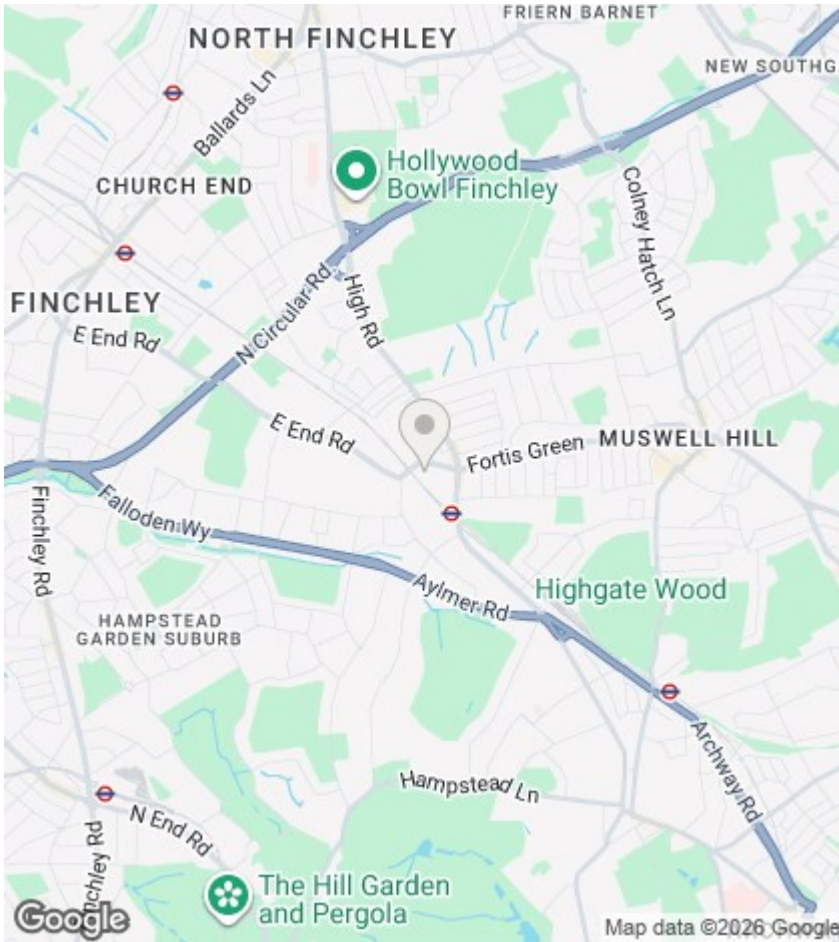 FRIERN BARNET
NORTH FINCHLEY
NEW SOUTHG
Ballards Ln
Hollywood
Bowl Finchley
CHURCH END
Colney Hatch Ln
FINCHLEY
N Circular Rd
High Rd
E End Rd
E End Rd
Fortis Green
MUSWELL HILL
Finchley Rd
Falloden Wy
Aylmer Rd
Highgate Wood
HAMPSTEAD
GARDEN SUBURB
Archway Rd
Hampstead Ln
N End Rd
Finchley Rd
The Hill Garden
and Pergola
Google
Map data ©2026 Google